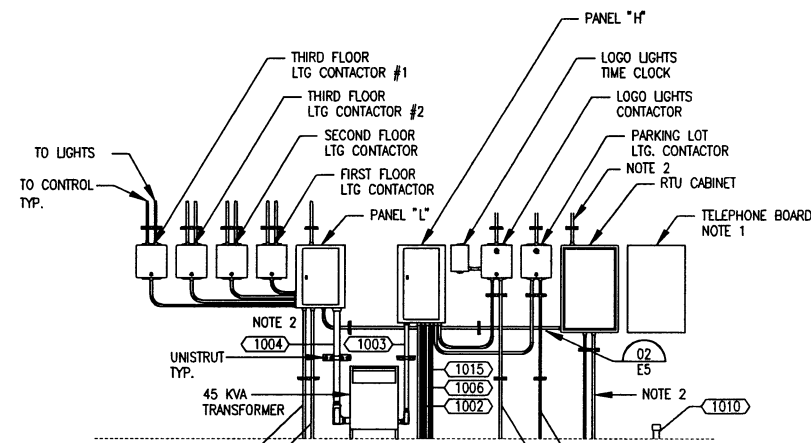 PANEL "H"
THIRD FLOOR
LTG CONTACTOR #1
LOGO LIGHTS
TIME CLOCK
THIRD FLOOR
LTG CONTACTOR #2
LOGO LIGHTS
CONTACTOR
SECOND FLOOR
LTG CONTACTOR
PARKING LOT
LTG. CONTACTOR
TO LIGHTS
NOTE 2
FIRST FLOOR
LTG CONTACTOR
RTU CABINET
TO CONTROL
TYP.
PANEL "L"
TELEPHONE BOARD
NOTE 1
NOTE 2
1004
1003
02
E5
UNISTRUT
TYP.
1015
1006
1002
45 KVA
TRANSFORMER
NOTE 2
1010